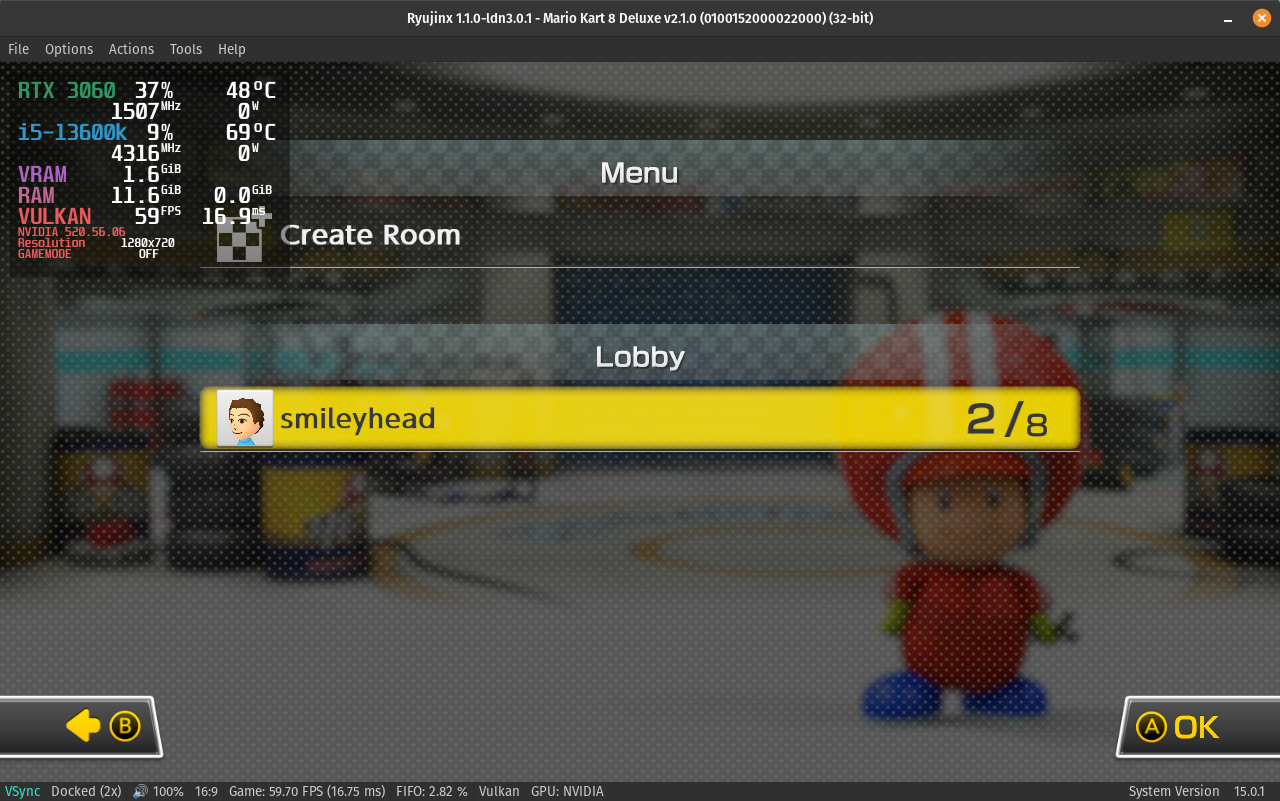 Ryujinx 1.1.0-ldn3.0.1 - Mario Kart 8 Deluxe v2.1.0 (0100152000022000) (32-bit)
File Options Actions Tools Help
RTX 3060 37% 48°C
1507MHz 0W
i5-13600k 9% 69°C
4316MHz 0W
VRAM 1.6GiB
RAM 11.6GiB 0.0GiB
VULKAN 59FPS 16.9ms
NVIDIA 520.56.06
Resolution 1280x720
GAMEMODE OFF
Menu
Create Room
Lobby
smileyhead 2/8
B
A OK
VSync Docked (2x) 100% 16:9 Game: 59.70 FPS (16.75 ms) FIFO: 2.82 % Vulkan GPU: NVIDIA System Version 15.0.1